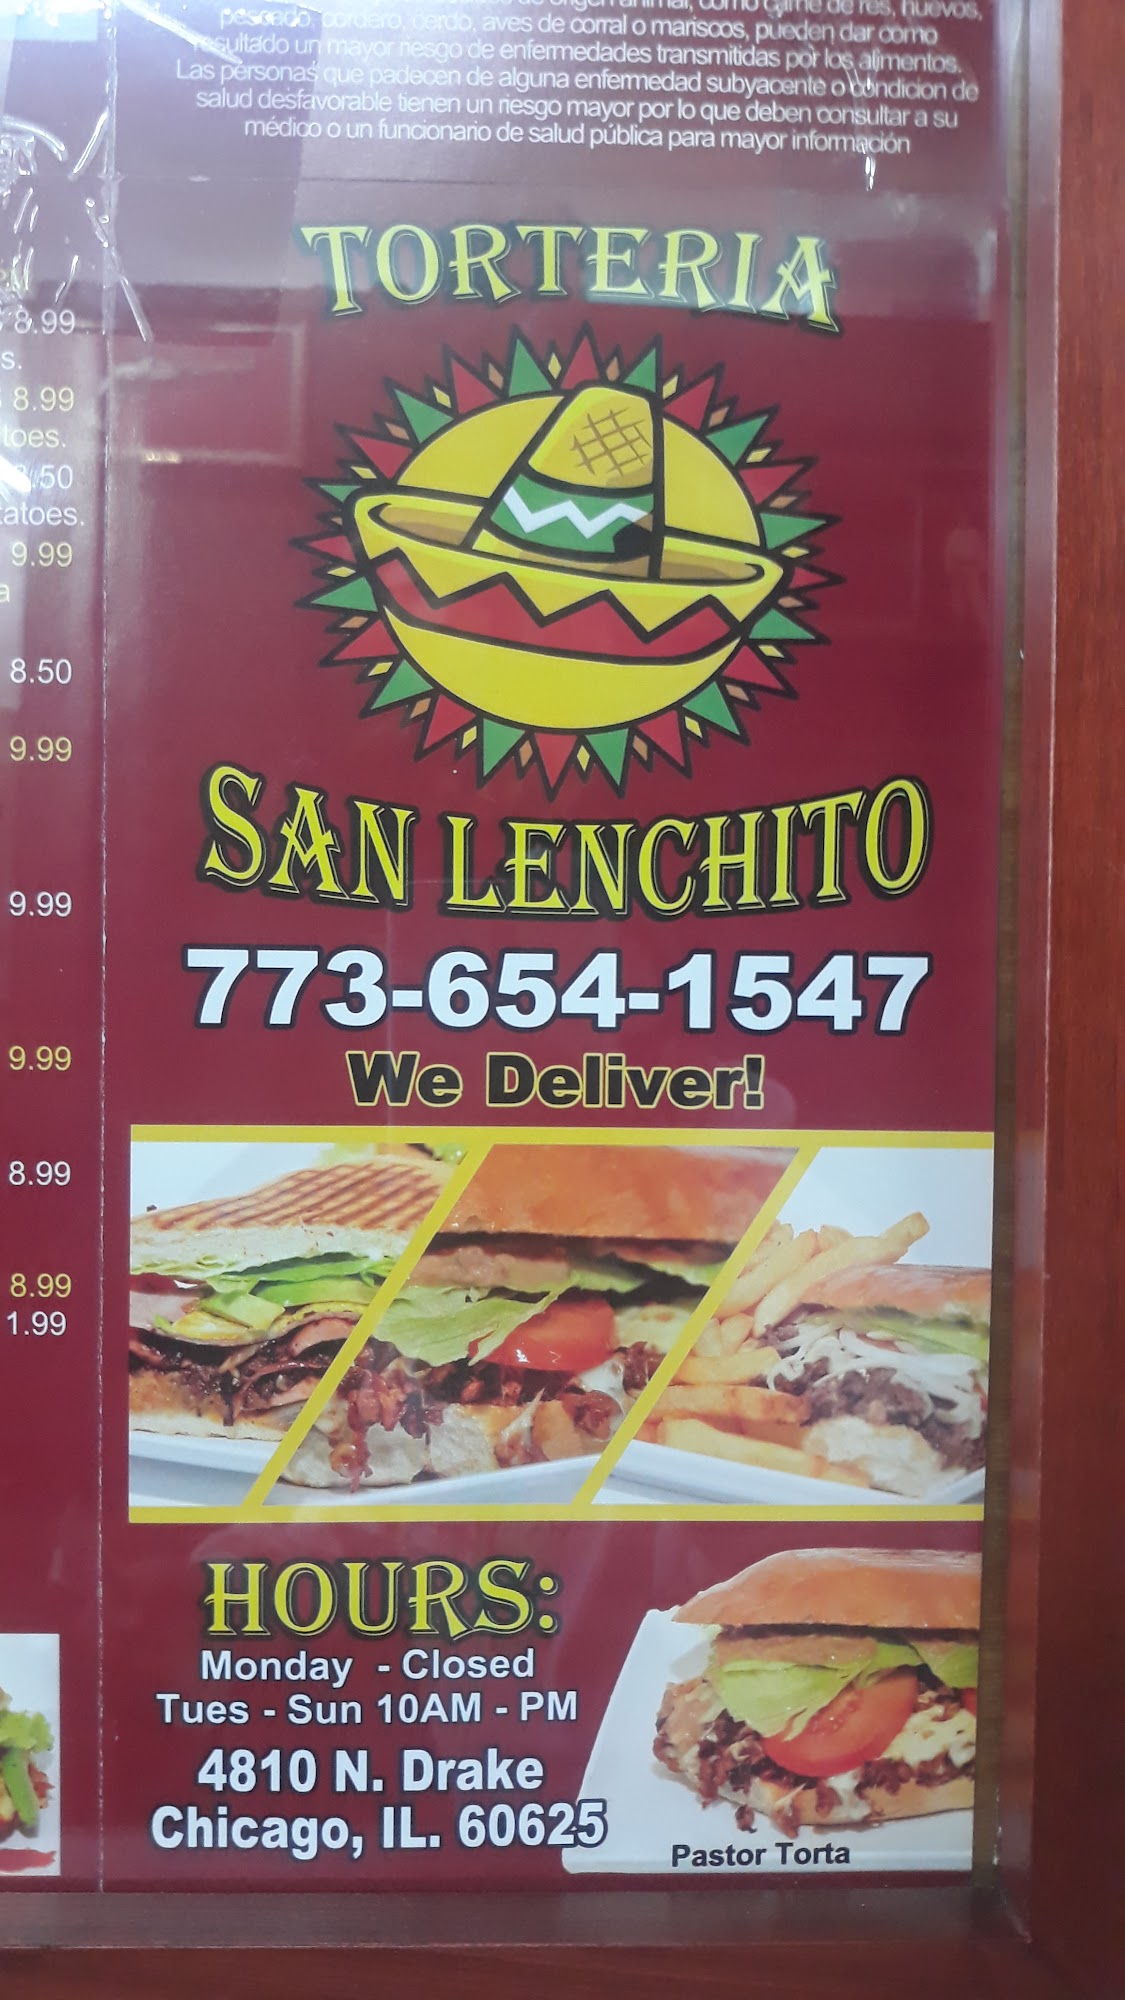 pescado, cordero, cerdo, aves de corral o mariscos, pueden dar como
resultado un mayor riesgo de enfermedades transmitidas por los alimentos.
Las personas que padecen de alguna enfermedad subyacente o condicion de
salud desfavorable tienen un riesgo mayor por lo que deben consultar a su
médico o un funcionario de salud pública para mayor información
8.99
s.
8.99
toes.
.50
tatoes.
9.99
a
8.50
9.99
9.99
9.99
8.99
8.99
1.99
TORTERIA
SAN LENCHITO
773-654-1547
We Deliver!
HOURS:
Monday - Closed
Tues - Sun 10AM - PM
4810 N. Drake
Chicago, IL. 60625
Pastor Torta